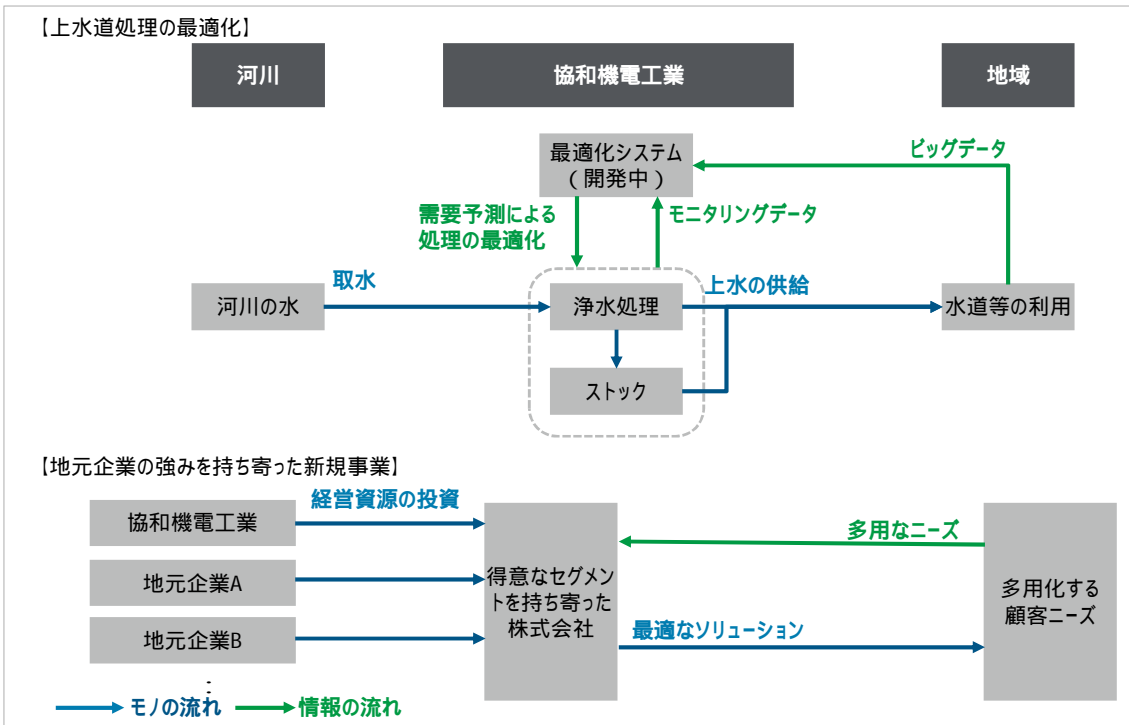 【上水道処理の最適化】
河川
協和機電工業
地域
最適化システム
(開発中)
ビッグデータ
需要予測による
処理の最適化
モニタリングデータ
河川の水
取水
浄水処理
上水の供給
水道等の利用
ストック
【地元企業の強みを持ち寄った新規事業】
協和機電工業
経営資源の投資
地元企業A
地元企業B
:
得意なセグメン
トを持ち寄った
株式会社
多用なニーズ
最適なソリューション
多用化する
顧客ニーズ
モノの流れ
情報の流れ